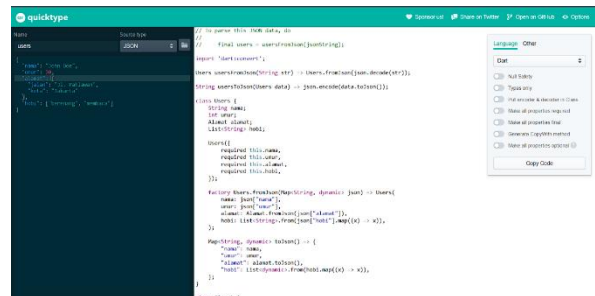 quicktype
Sponsor us!
Share on Twitter
Open on GitHub
Options
Name
Source type
users
JSON
{
"nama": "John Doe",
"umur": 30,
"alamat": {
"jalan": "Jl.
"kota": "Jakarta"
},
"hobi": ["berenang", "membaca"]
}
// To parse this JSON data, do
//
// final users = usersFromJson(jsonString);
import 'dart:convert';
Users usersFromJson(String str) => Users.fromJson(json.decode(str));
String usersToJson(Users data) => json.encode(data.toJson());
class Users {
String nama;
int umur;
Alamat alamat;
List<String> hobi;
Users({
required this.nama,
required this.umur,
required this.alamat,
required this.hobi,
});
factory Users.fromJson(Map<String, dynamic> json) => Users(
nama: json["nama"],
umur: json["umur"],
alamat: Alamat.fromJson(json["alamat"]),
hobi: List<String>.from(json["hobi"].map((x) => x)),
);
Map<String, dynamic> toJson() => {
"nama": nama,
"umur": umur,
"alamat": alamat.toJson(),
"hobi": List<dynamic>.from(hobi.map((x) => x)),
};
}
Language
Other
Dart
Null Safety
Types only
Put encoder & decoder in Class
Make all properties required
Make all properties final
Generate CopyWith method
Make all properties optional
Copy Code